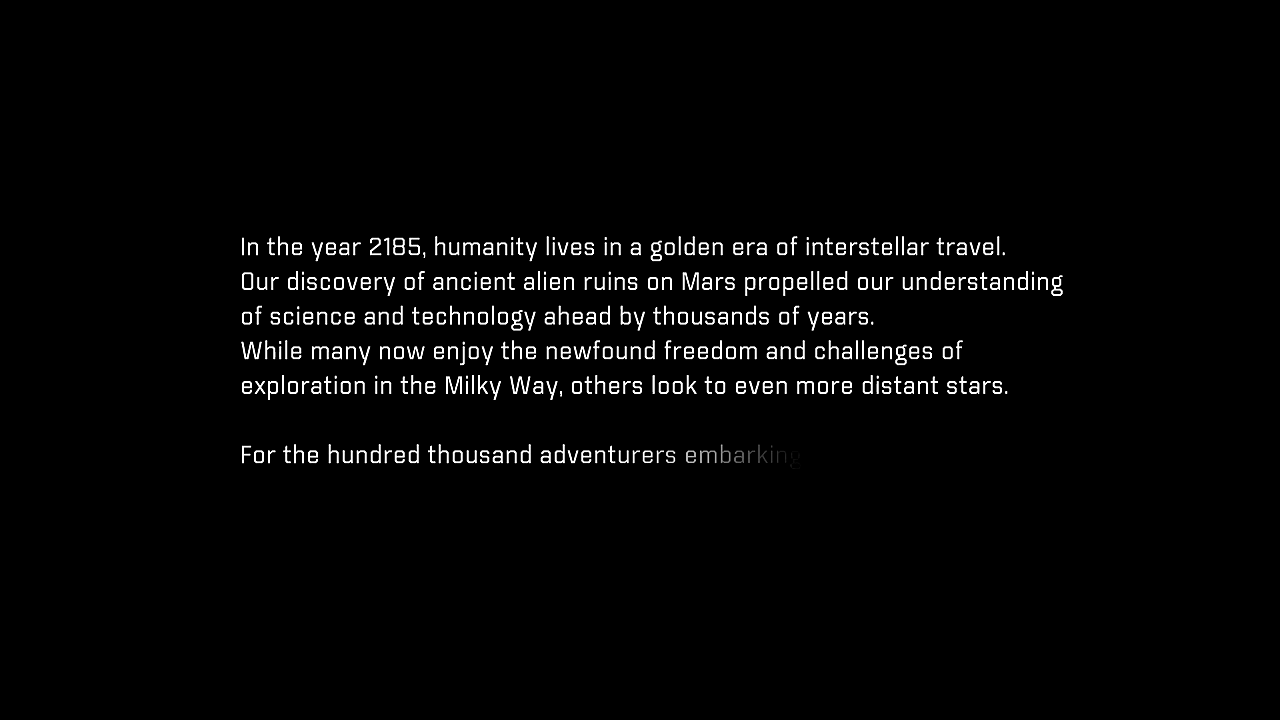 In the year 2185, humanity lives in a golden era of interstellar travel.
Our discovery of ancient alien ruins on Mars propelled our understanding
of science and technology ahead by thousands of years.
While many now enjoy the newfound freedom and challenges of
exploration in the Milky Way, others look to even more distant stars.
For the hundred thousand adventurers embarking